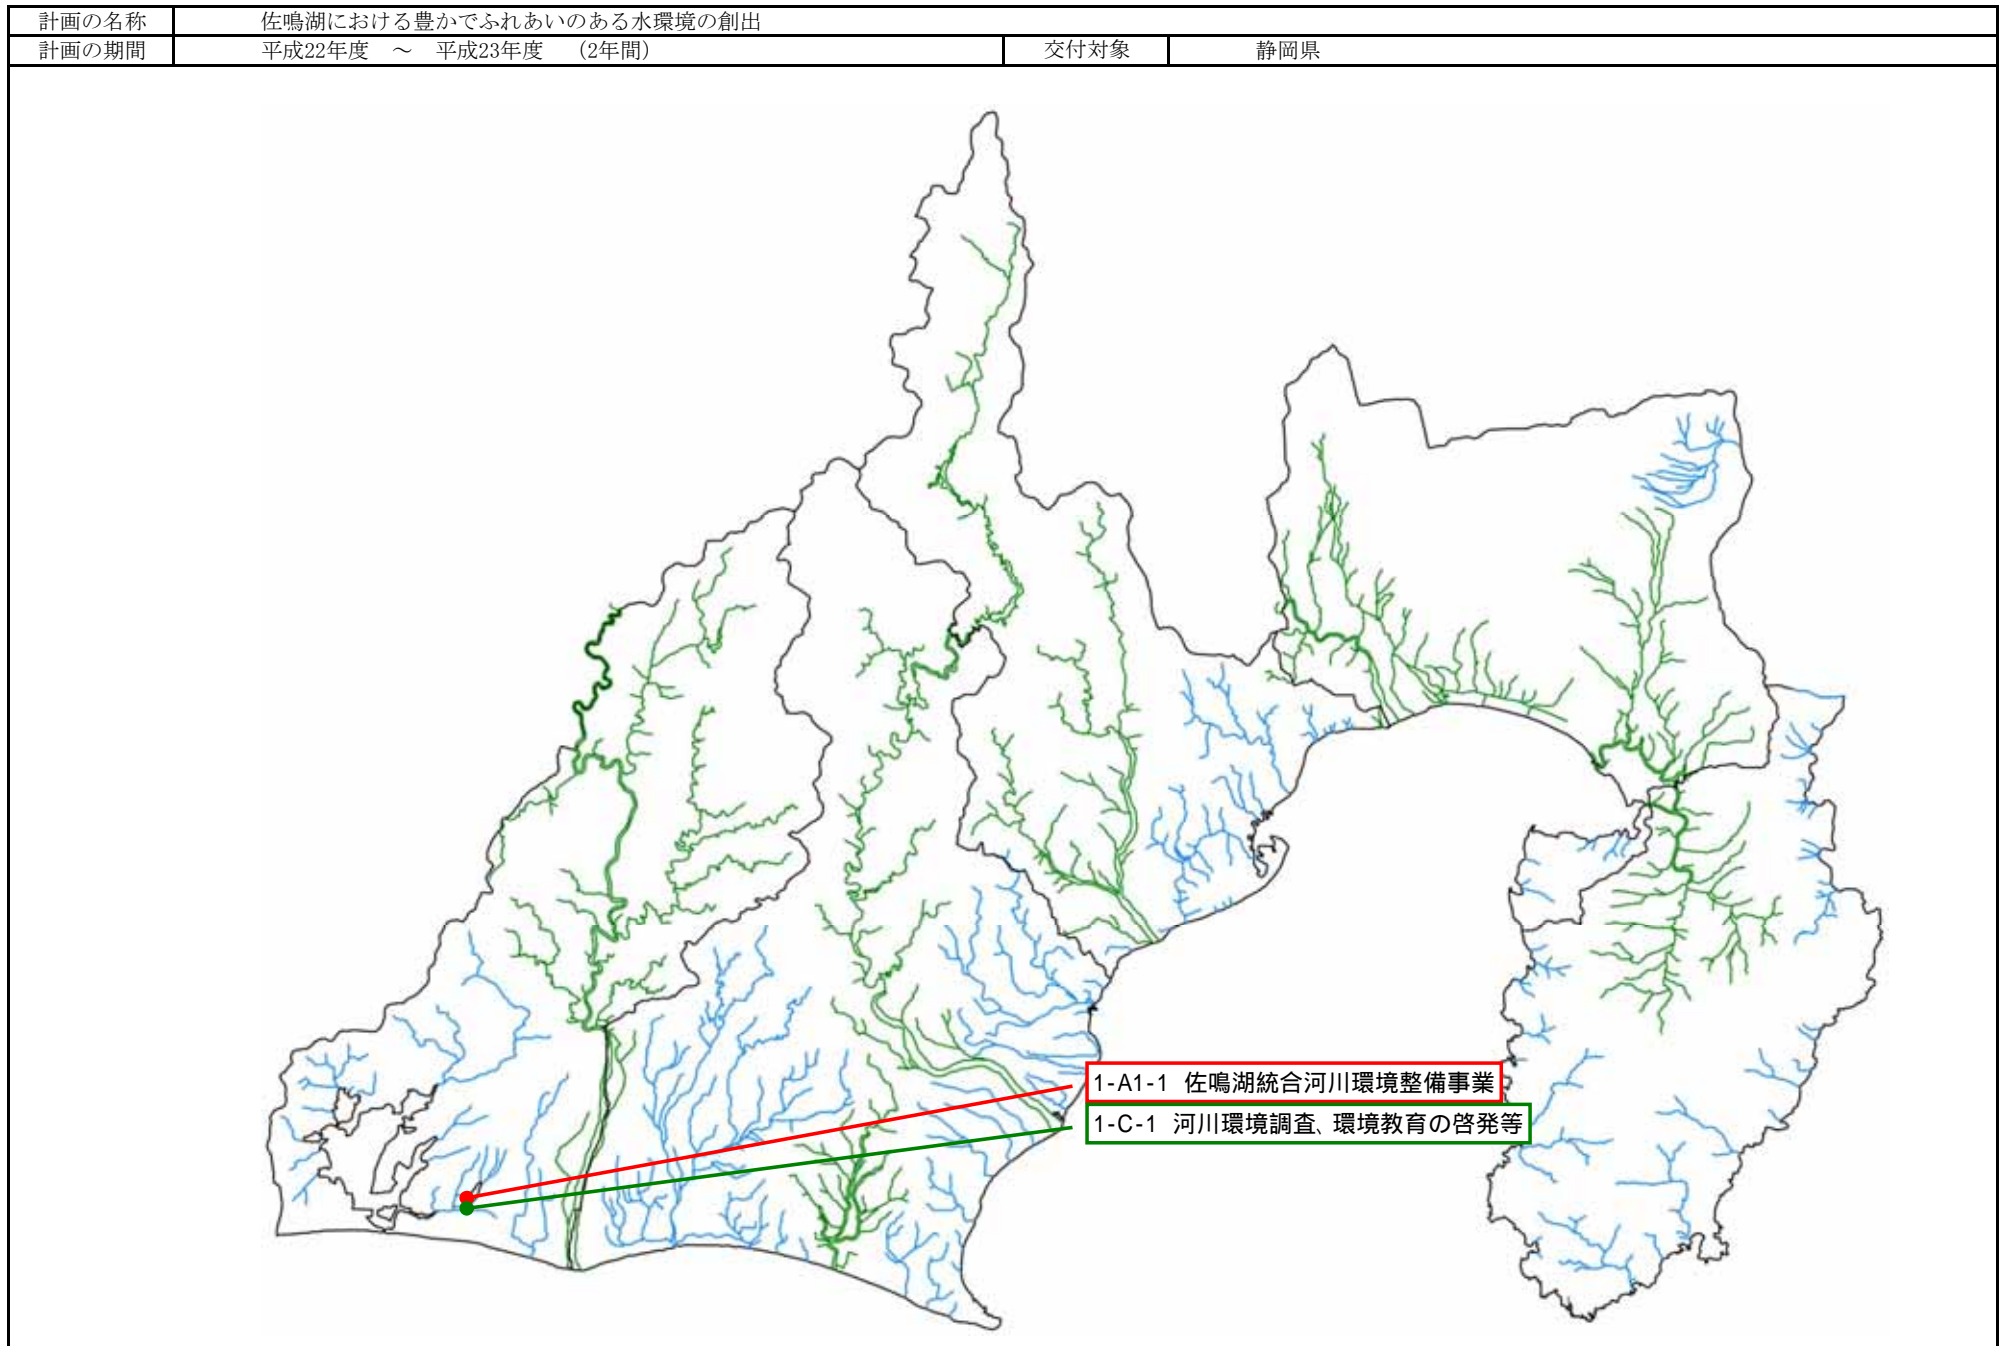 計画の名称 佐鳴湖における豊かでふれあいのある水環境の創出
計画の期間 平成22年度 ～ 平成23年度 (2年間) 交付対象 静岡県
1-A1-1 佐鳴湖統合河川環境整備事業
1-C-1 河川環境調査、環境教育の啓発等